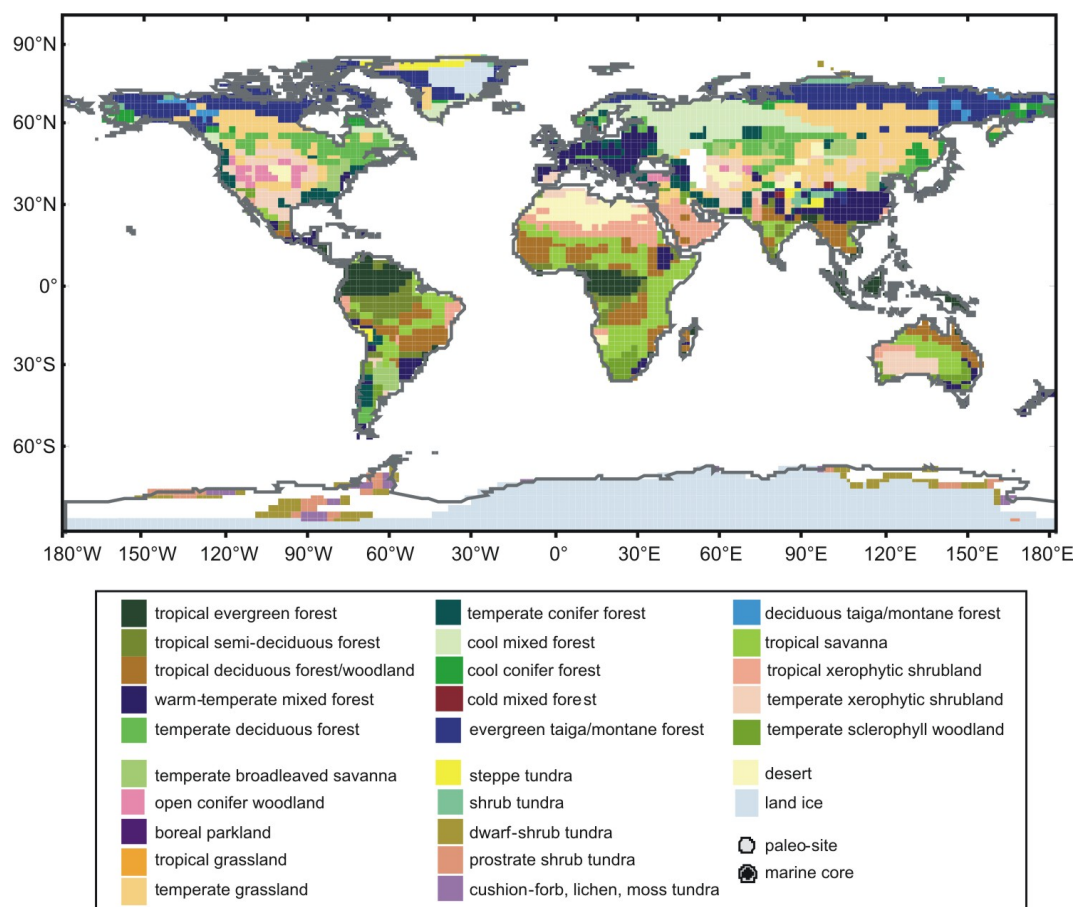 90°N
60°N
30°N
0°
30°S
60°S
180°W 150°W 120°W 90°W 60°W 30°W 0° 30°E 60°E 90°E 120°E 150°E 180°E
tropical evergreen forest
tropical semi-deciduous forest
tropical deciduous forest/woodland
warm-temperate mixed forest
temperate deciduous forest
temperate broadleaved savanna
open conifer woodland
boreal parkland
tropical grassland
temperate grassland
temperate conifer forest
cool mixed forest
cool conifer forest
cold mixed forest
evergreen taiga/montane forest
steppe tundra
shrub tundra
dwarf-shrub tundra
prostrate shrub tundra
cushion-forb, lichen, moss tundra
deciduous taiga/montane forest
tropical savanna
tropical xerophytic shrubland
temperate xerophytic shrubland
temperate sclerophyll woodland
desert
land ice
paleo-site
marine core